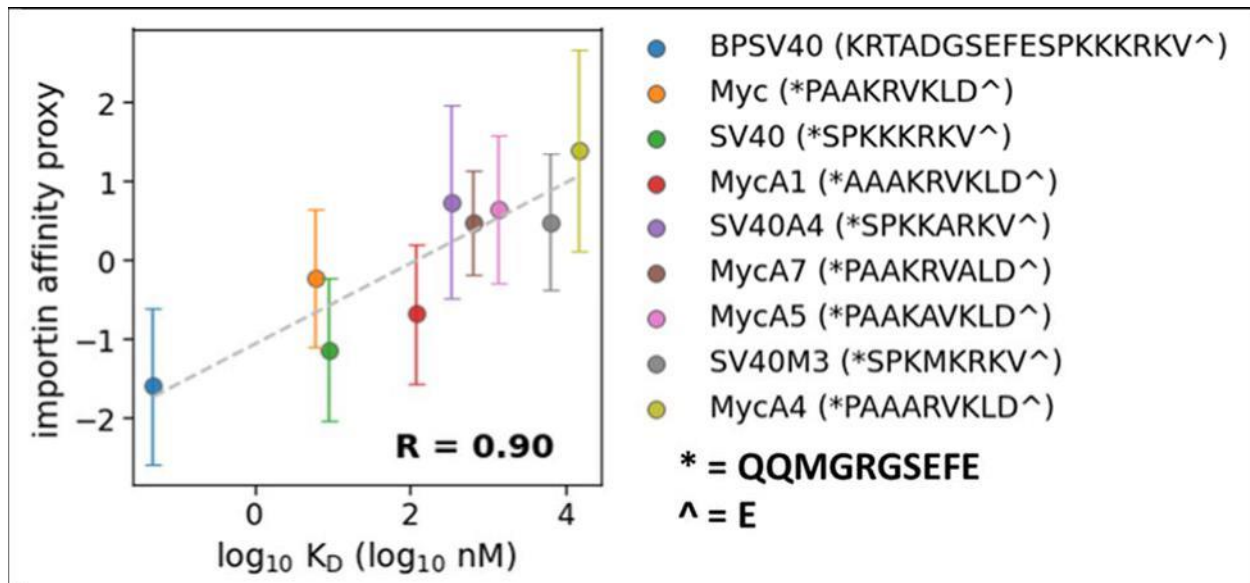 importin affinity proxy
2
1
0
−1
−2
R = 0.90
0 2 4
log₁₀ K_D (log₁₀ nM)
BPSV40 (KRTADGSEFESPKKKRKV^)
Myc (*PAAKRVKLD^)
SV40 (*SPKKKRKV^)
MycA1 (*AAAKRVKLD^)
SV40A4 (*SPKKARKV^)
MycA7 (*PAAKRVALD^)
MycA5 (*PAAKAVKLD^)
SV40M3 (*SPKMKRKV^)
MycA4 (*PAAARVKLD^)
* = QQMGRGSEFE
^ = E